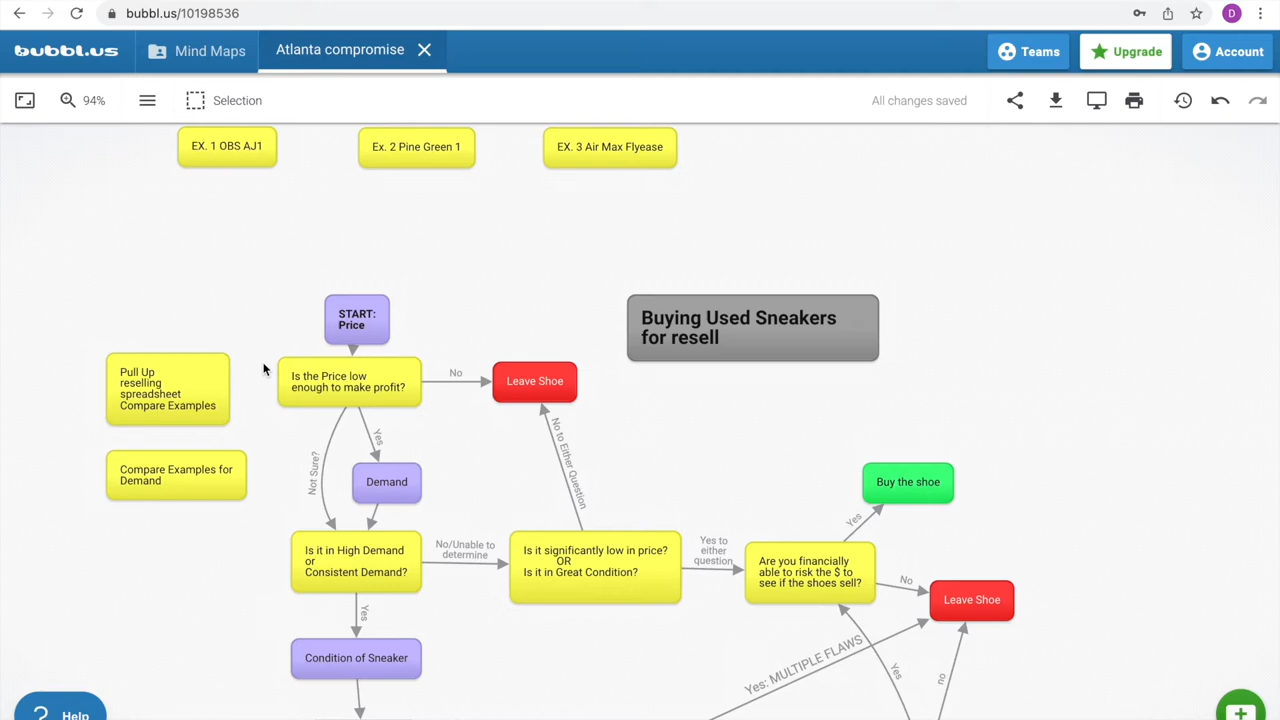 bubbl.us/10198536
D
bubbl.us
Mind Maps
Atlanta compromise
Teams
Upgrade
Account
94%
Selection
All changes saved
EX. 1 OBS AJ1
Ex. 2 Pine Green 1
EX. 3 Air Max Flyease
START:
Price
Buying Used Sneakers
for resell
Pull Up
reselling
spreadsheet
Compare Examples
Is the Price low
enough to make profit?
No
Leave Shoe
Not Sure?
Yes
No to Either Question
Compare Examples for
Demand
Demand
Buy the shoe
Yes
Is it in High Demand
or
Consistent Demand?
No/Unable to
determine
Is it significantly low in price?
OR
Is it in Great Condition?
Yes to
either
question
Are you financially
able to risk the $ to
see if the shoes sell?
No
Leave Shoe
Yes
Condition of Sneaker
Yes: MULTIPLE FLAWS
Yes
no
? Help